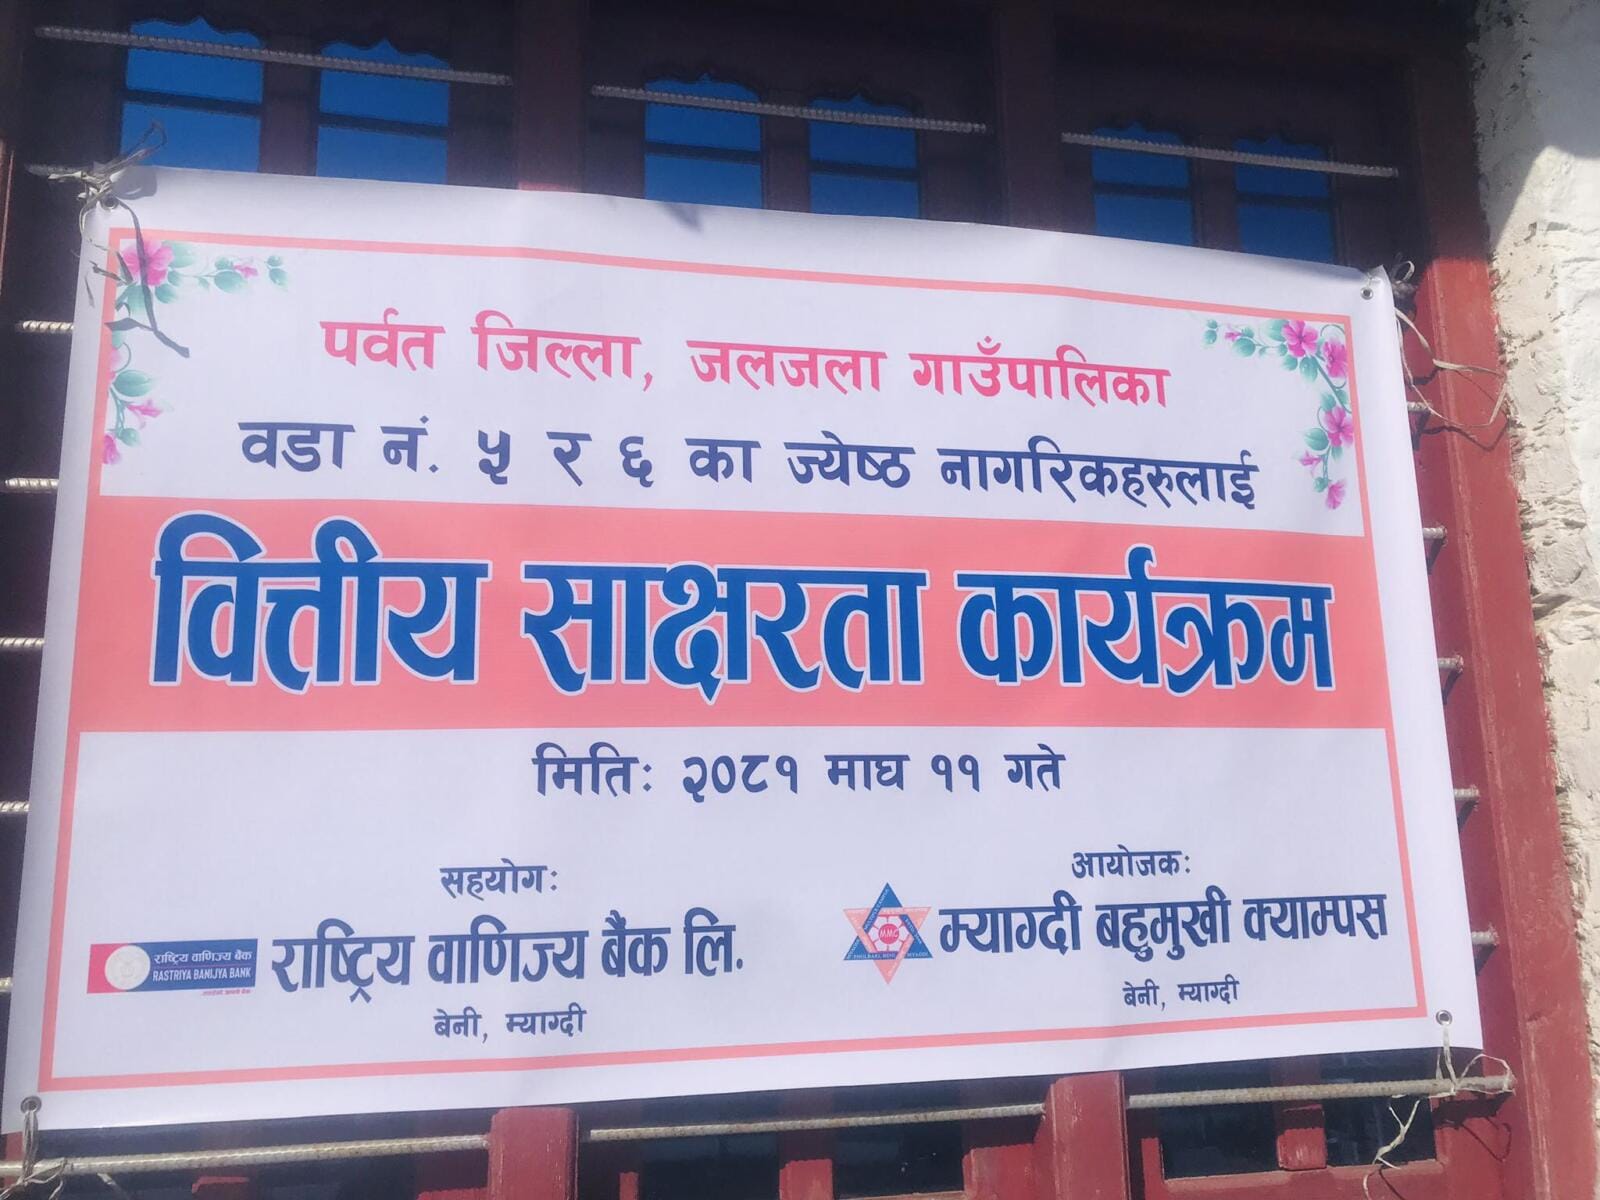 पर्वत जिल्ला, जलजला गाउँपालिका
वडा नं. ५ र ६ का ज्येष्ठ नागरिकहरुलाई
वित्तीय साक्षरता कार्यक्रम
मितिः २०८१ माघ ११ गते
सहयोगः
राष्ट्रिय वाणिज्य बैंक
RASTRIYA BANIJYA BANK
राष्ट्रिय वाणिज्य बैंक लि.
बेनी, म्याग्दी
आयोजकः
MMC
म्याग्दी बहुमुखी क्याम्पस
बेनी, म्याग्दी